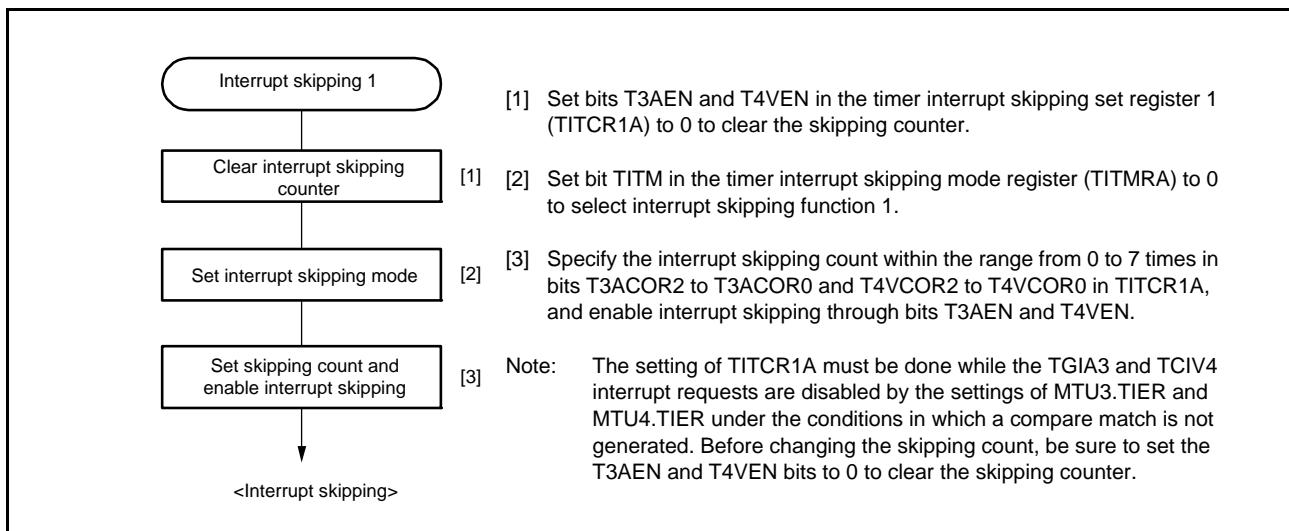 Interrupt skipping 1
Clear interrupt skipping
counter
[1]
Set interrupt skipping mode
[2]
Set skipping count and
enable interrupt skipping
[3]
<Interrupt skipping>
[1] Set bits T3AEN and T4VEN in the timer interrupt skipping set register 1
(TITCR1A) to 0 to clear the skipping counter.
[2] Set bit TITM in the timer interrupt skipping mode register (TITMRA) to 0
to select interrupt skipping function 1.
[3] Specify the interrupt skipping count within the range from 0 to 7 times in
bits T3ACOR2 to T3ACOR0 and T4VCOR2 to T4VCOR0 in TITCR1A,
and enable interrupt skipping through bits T3AEN and T4VEN.
Note: The setting of TITCR1A must be done while the TGIA3 and TCIV4
interrupt requests are disabled by the settings of MTU3.TIER and
MTU4.TIER under the conditions in which a compare match is not
generated. Before changing the skipping count, be sure to set the
T3AEN and T4VEN bits to 0 to clear the skipping counter.